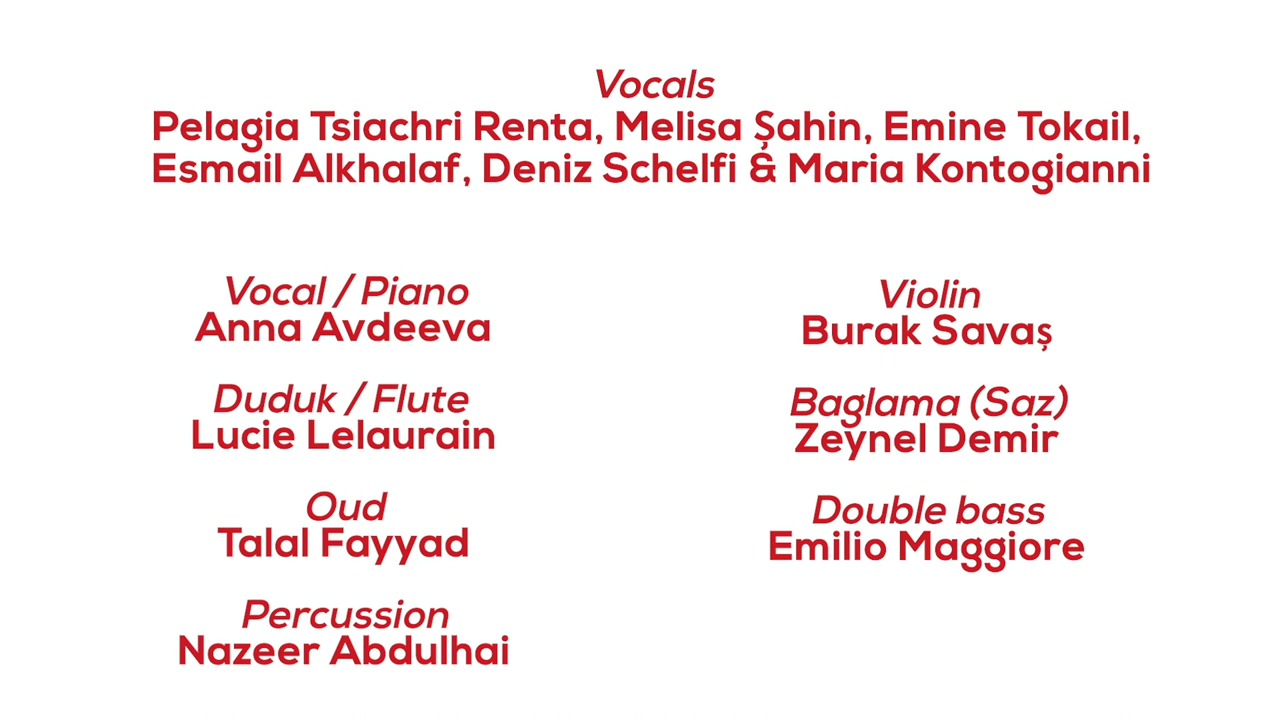 Vocals
Pelagia Tsiachri Renta, Melisa Şahin, Emine Tokail,
Esmail Alkhalaf, Deniz Schelfi & Maria Kontogianni
Vocal / Piano
Anna Avdeeva
Duduk / Flute
Lucie Lelaurain
Oud
Talal Fayyad
Percussion
Nazeer Abdulhai
Violin
Burak Savaş
Baglama (Saz)
Zeynel Demir
Double bass
Emilio Maggiore